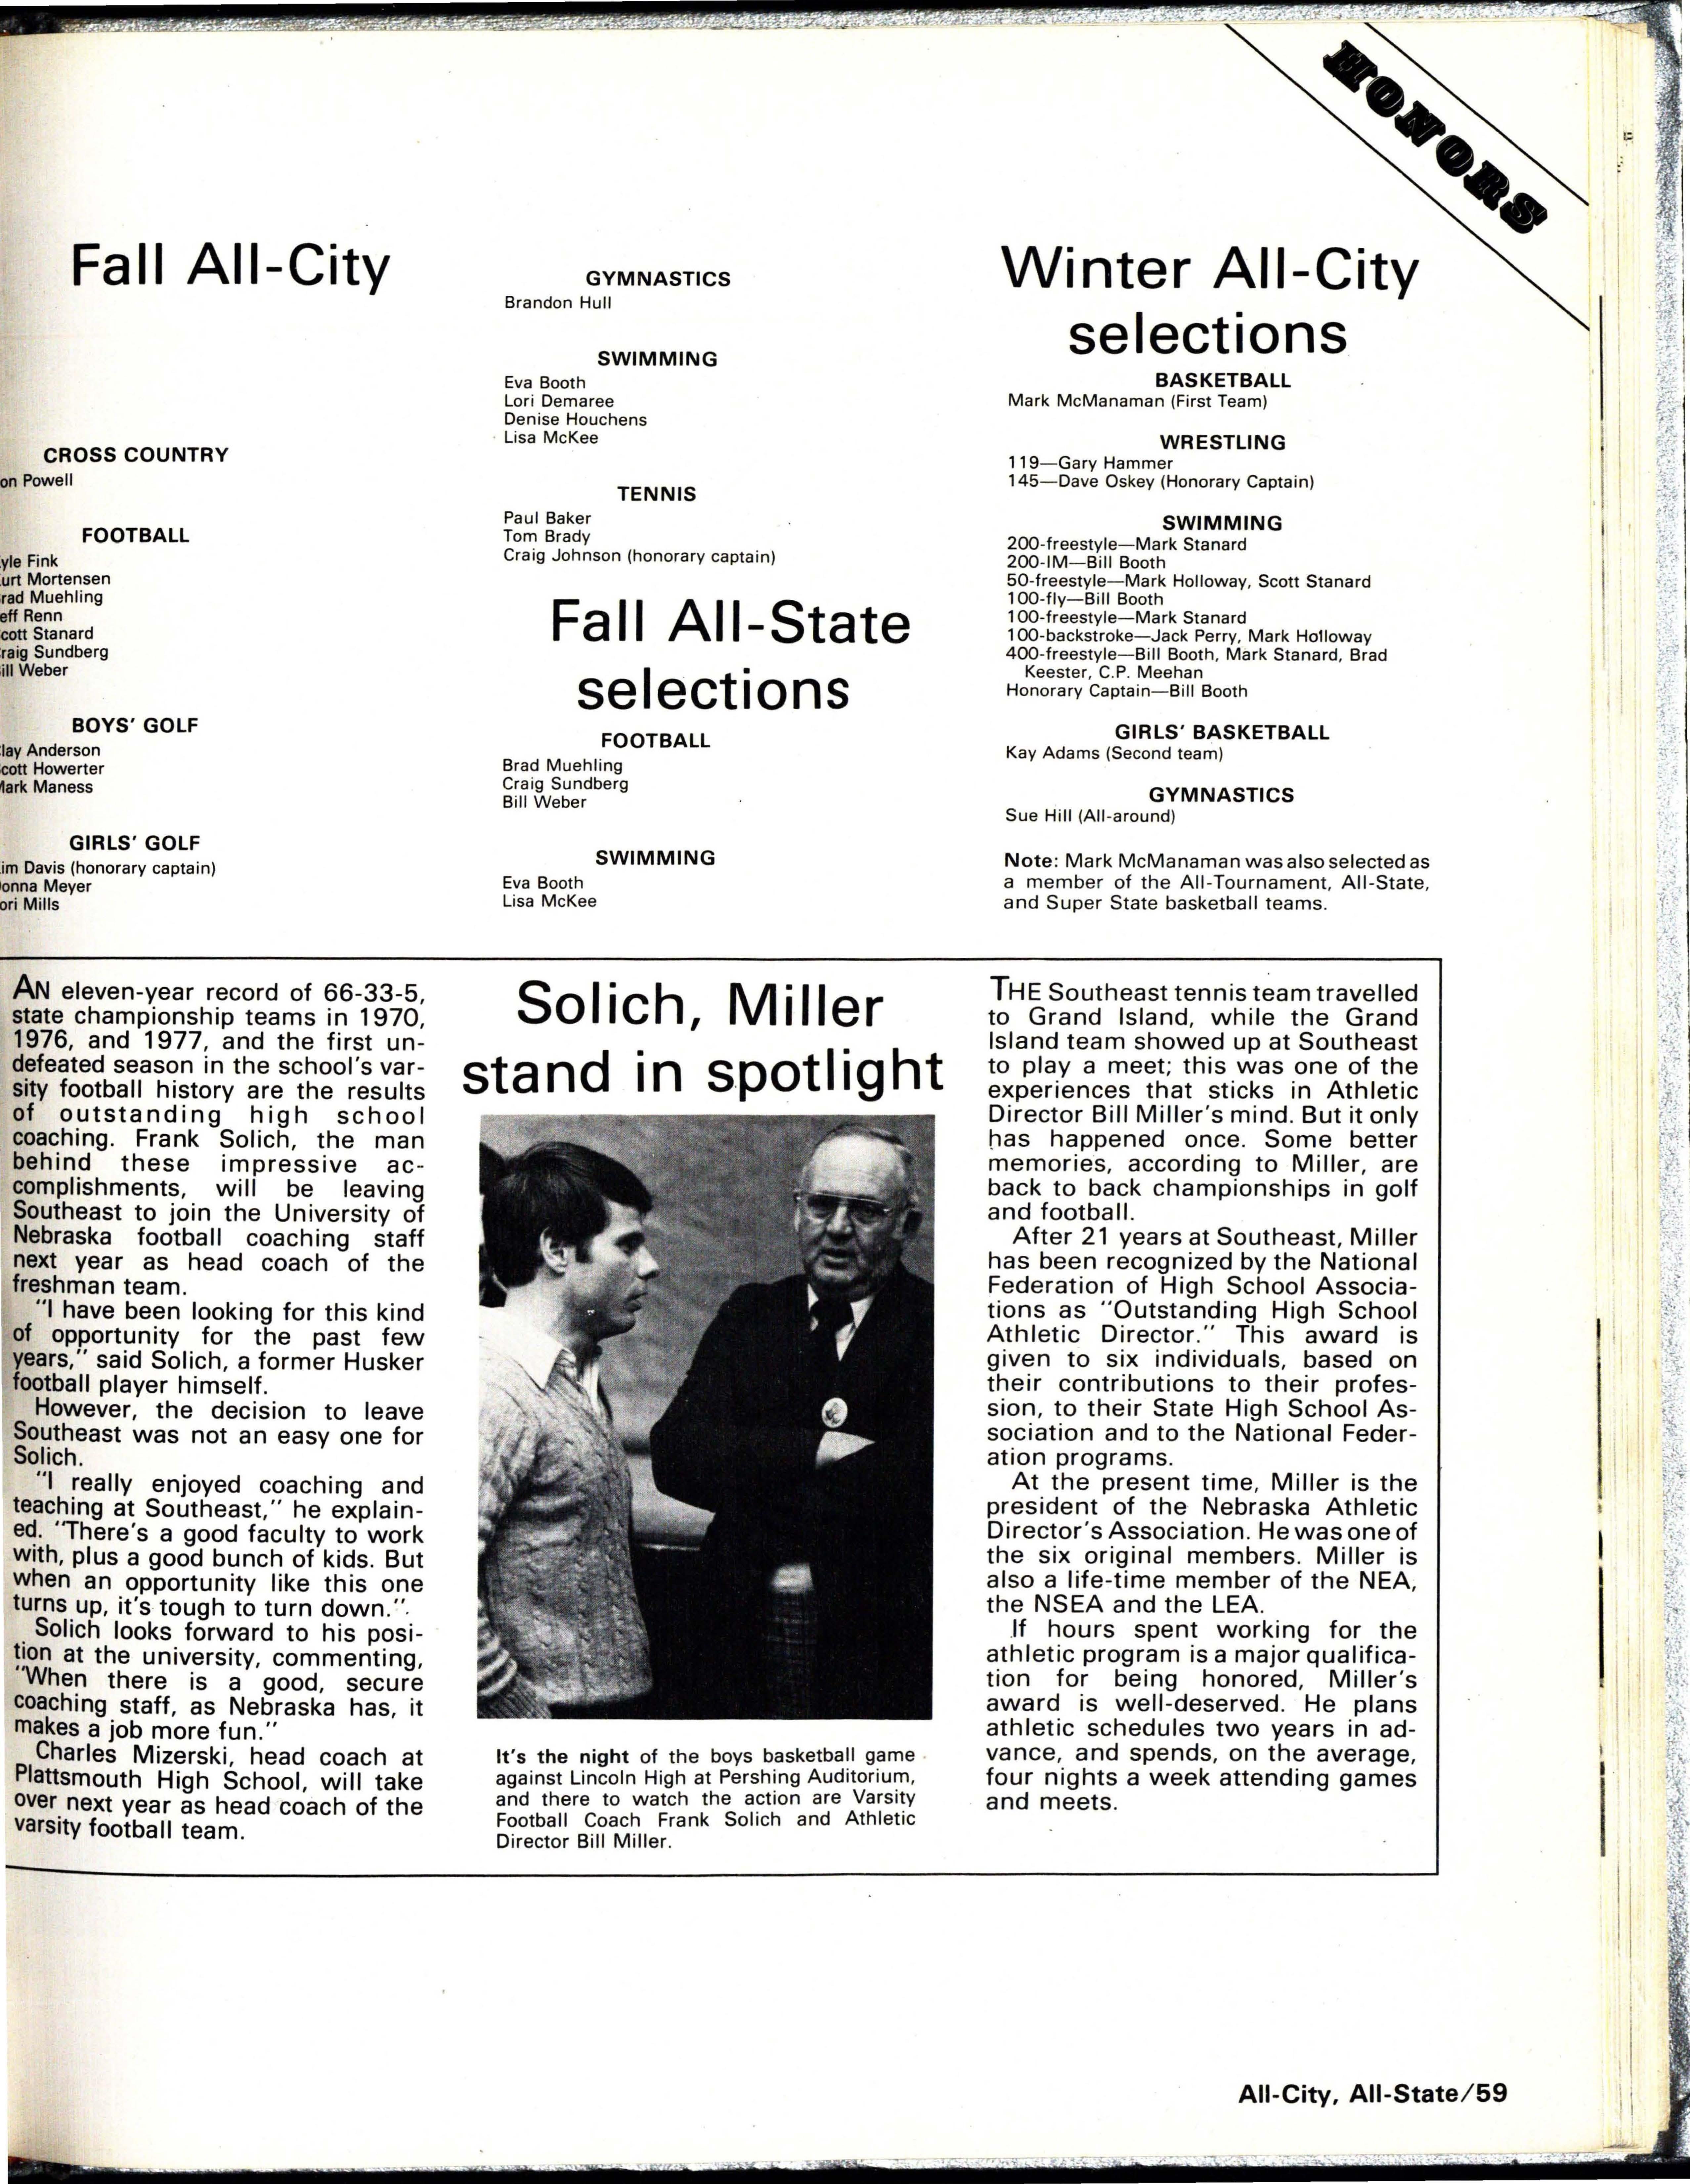 HONORS
Fall All-City
CROSS COUNTRY
on Powell
FOOTBALL
yle Fink
urt Mortensen
rad Muehling
eff Renn
cott Stanard
raig Sundberg
ill Weber
BOYS' GOLF
lay Anderson
cott Howerter
Mark Maness
GIRLS' GOLF
im Davis (honorary captain)
onna Meyer
ori Mills
GYMNASTICS
Brandon Hull
SWIMMING
Eva Booth
Lori Demaree
Denise Houchens
Lisa McKee
TENNIS
Paul Baker
Tom Brady
Craig Johnson (honorary captain)
Fall All-State
selections
FOOTBALL
Brad Muehling
Craig Sundberg
Bill Weber
SWIMMING
Eva Booth
Lisa McKee
Winter All-City
selections
BASKETBALL
Mark McManaman (First Team)
WRESTLING
119—Gary Hammer
145—Dave Oskey (Honorary Captain)
SWIMMING
200-freestyle—Mark Stanard
200-IM—Bill Booth
50-freestyle—Mark Holloway, Scott Stanard
100-fly—Bill Booth
100-freestyle—Mark Stanard
100-backstroke—Jack Perry, Mark Holloway
400-freestyle—Bill Booth, Mark Stanard, Brad
Keester, C.P. Meehan
Honorary Captain—Bill Booth
GIRLS' BASKETBALL
Kay Adams (Second team)
GYMNASTICS
Sue Hill (All-around)
Note: Mark McManaman was also selected as
a member of the All-Tournament, All-State,
and Super State basketball teams.
AN eleven-year record of 66-33-5,
state championship teams in 1970,
1976, and 1977, and the first un-
defeated season in the school's var-
sity football history are the results
of outstanding high school
coaching. Frank Solich, the man
behind these impressive ac-
complishments, will be leaving
Southeast to join the University of
Nebraska football coaching staff
next year as head coach of the
freshman team.
"I have been looking for this kind
of opportunity for the past few
years," said Solich, a former Husker
football player himself.
However, the decision to leave
Southeast was not an easy one for
Solich.
"I really enjoyed coaching and
teaching at Southeast," he explain-
ed. "There's a good faculty to work
with, plus a good bunch of kids. But
when an opportunity like this one
turns up, it's tough to turn down."
Solich looks forward to his posi-
tion at the university, commenting,
"When there is a good, secure
coaching staff, as Nebraska has, it
makes a job more fun."
Charles Mizerski, head coach at
Plattsmouth High School, will take
over next year as head coach of the
varsity football team.
Solich, Miller
stand in spotlight
It's the night of the boys basketball game
against Lincoln High at Pershing Auditorium,
and there to watch the action are Varsity
Football Coach Frank Solich and Athletic
Director Bill Miller.
THE Southeast tennis team travelled
to Grand Island, while the Grand
Island team showed up at Southeast
to play a meet; this was one of the
experiences that sticks in Athletic
Director Bill Miller's mind. But it only
has happened once. Some better
memories, according to Miller, are
back to back championships in golf
and football.
After 21 years at Southeast, Miller
has been recognized by the National
Federation of High School Associa-
tions as "Outstanding High School
Athletic Director." This award is
given to six individuals, based on
their contributions to their profes-
sion, to their State High School As-
sociation and to the National Feder-
ation programs.
At the present time, Miller is the
president of the Nebraska Athletic
Director's Association. He was one of
the six original members. Miller is
also a life-time member of the NEA,
the NSEA and the LEA.
If hours spent working for the
athletic program is a major qualifica-
tion for being honored, Miller's
award is well-deserved. He plans
athletic schedules two years in ad-
vance, and spends, on the average,
four nights a week attending games
and meets.
All-City, All-State/59